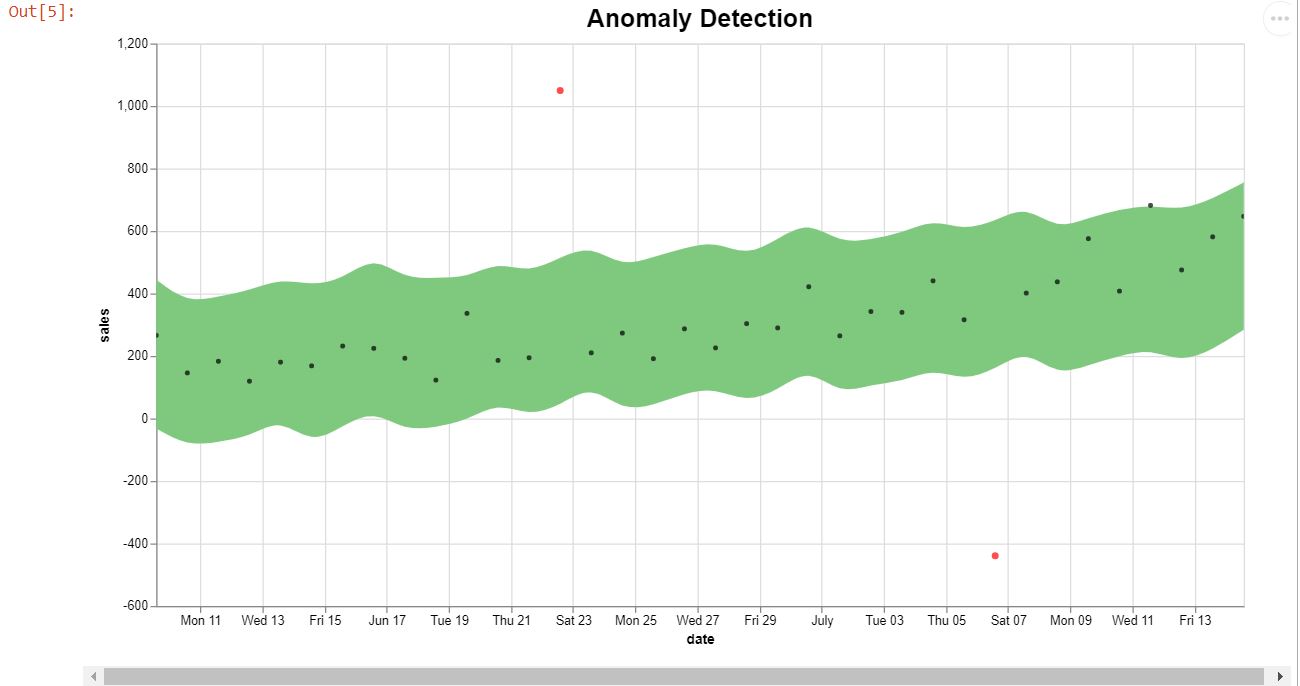 Out[5]:
Anomaly Detection
1,200
1,000
800
600
400
200
0
-200
-400
-600
sales
Mon 11 Wed 13 Fri 15 Jun 17 Tue 19 Thu 21 Sat 23 Mon 25 Wed 27 Fri 29 July Tue 03 Thu 05 Sat 07 Mon 09 Wed 11 Fri 13
date